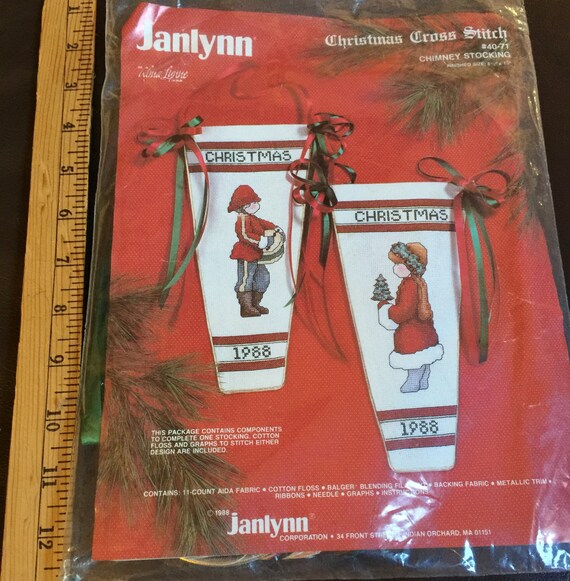 Janlynn®
Christmas Cross Stitch
#40-71
CHIMNEY STOCKING
FINISHED SIZE
CHRISTMAS
CHRISTMAS
1988
1988
THIS PACKAGE CONTAINS COMPONENTS
TO COMPLETE ONE STOCKING. COTTON
FLOSS AND GRAPHS TO STITCH EITHER
DESIGN ARE INCLUDED.
CONTAINS: 11-COUNT AIDA FABRIC • COTTON FLOSS • BALGER BLENDING • BACKING FABRIC • METALLIC TRIM •
RIBBONS • NEEDLE • GRAPHS •
© 1988
Janlynn®
CORPORATION • 34 FRONT ORCHARD, MA 01151
1
2
3
4
5
6
7
8
9
10
11
12